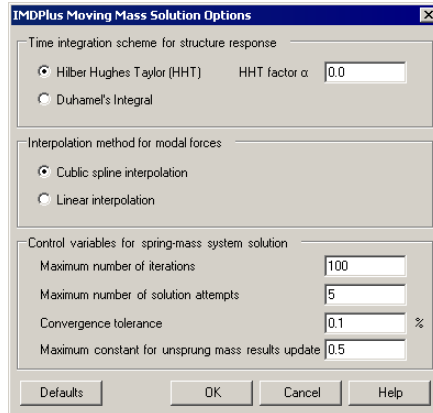 IMDPlus Moving Mass Solution Options
Time integration scheme for structure response
Hilber Hughes Taylor (HHT) HHT factor α 0.0
Duhamel's Integral
Interpolation method for modal forces
Cublic spline interpolation
Linear interpolation
Control variables for spring-mass system solution
Maximum number of iterations 100
Maximum number of solution attempts 5
Convergence tolerance 0.1 %
Maximum constant for unsprung mass results update 0.5
Defaults OK Cancel Help